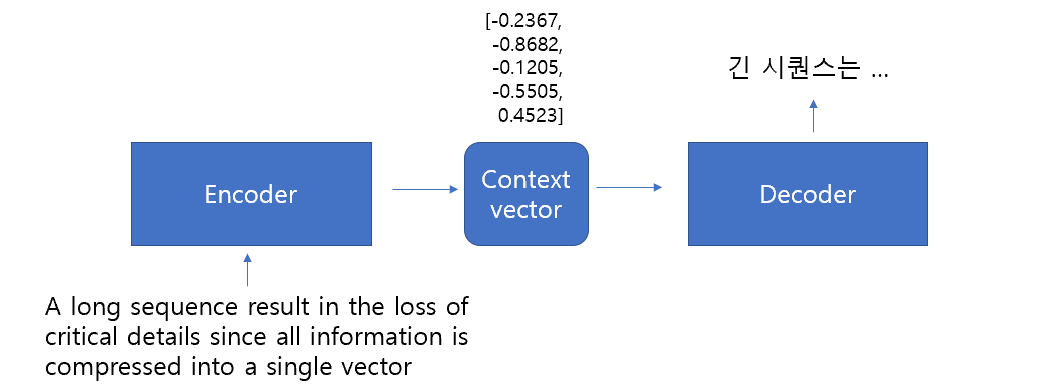 [-0.2367,
-0.8682,
-0.1205,
-0.5505,
0.4523]
긴 시퀀스는 ...
Encoder
Context
vector
Decoder
A long sequence result in the loss of
critical details since all information is
compressed into a single vector